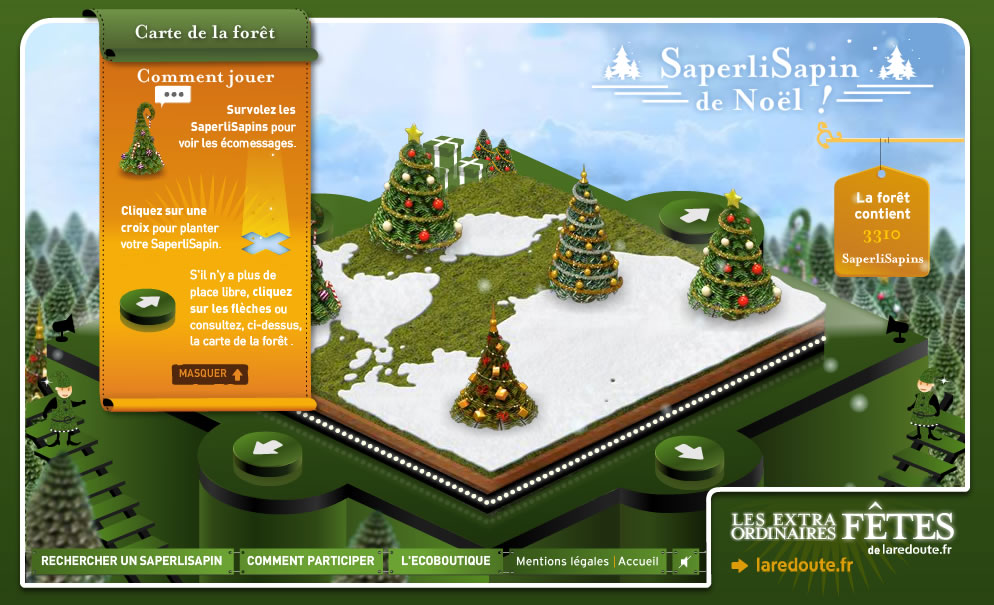 Carte de la forêt
Comment jouer
Survolez les
SaperliSapins pour
voir les écomessages.
Cliquez sur une
croix pour planter
votre SaperliSapin.
S'il n'y a plus de
place libre, cliquez
sur les flèches ou
consultez, ci-dessus,
la carte de la forêt .
MASQUER
SaperliSapin
de Noël !
La forêt
contient
3310
SaperliSapins
RECHERCHER UN SAPERLISAPIN
COMMENT PARTICIPER
L'ECOBOUTIQUE
Mentions légales | Accueil
LES EXTRA
ORDINAIRES
FÊTES
de laredoute.fr
laredoute.fr